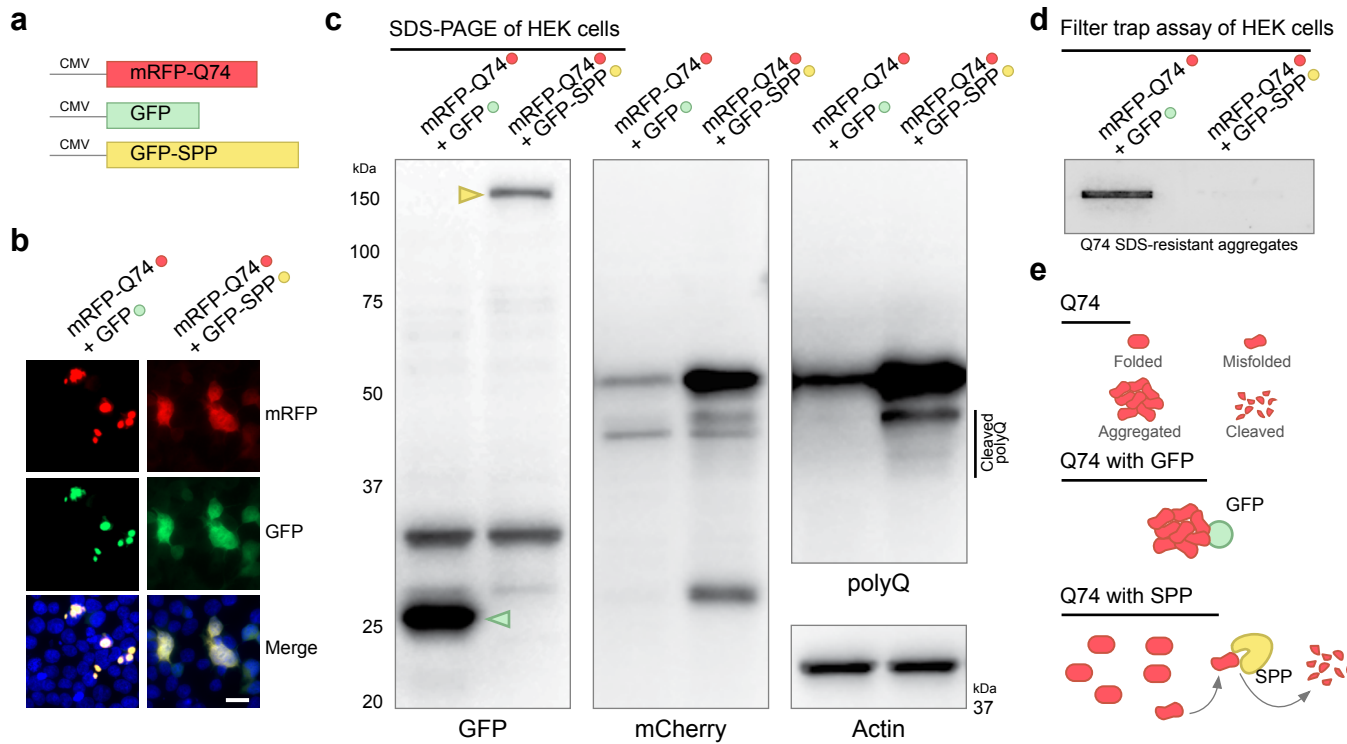 a
CMV
mRFP-Q74
CMV
GFP
CMV
GFP-SPP
b
mRFP-Q74
+ GFP
mRFP-Q74
+ GFP-SPP
mRFP
GFP
Merge
c
SDS-PAGE of HEK cells
mRFP-Q74
+ GFP
mRFP-Q74
+ GFP-SPP
mRFP-Q74
+ GFP
mRFP-Q74
+ GFP-SPP
mRFP-Q74
+ GFP
mRFP-Q74
+ GFP-SPP
kDa
150
100
75
50
37
25
20
Cleaved
polyQ
polyQ
kDa
37
GFP
mCherry
Actin
d
Filter trap assay of HEK cells
mRFP-Q74
+ GFP
mRFP-Q74
+ GFP-SPP
Q74 SDS-resistant aggregates
e
Q74
Folded
Misfolded
Aggregated
Cleaved
Q74 with GFP
GFP
Q74 with SPP
SPP